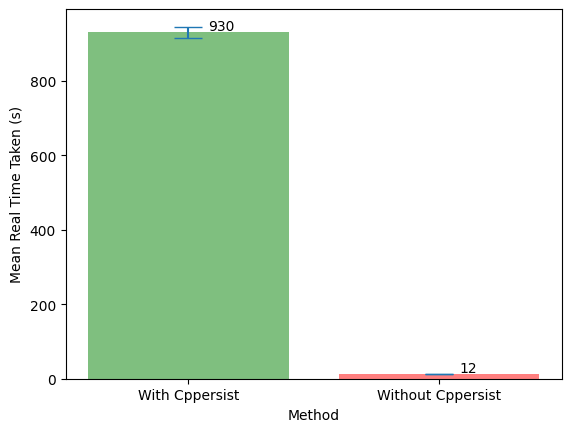 Mean Real Time Taken (s)
800
600
400
200
0
930
12
With Cppersist
Without Cppersist
Method